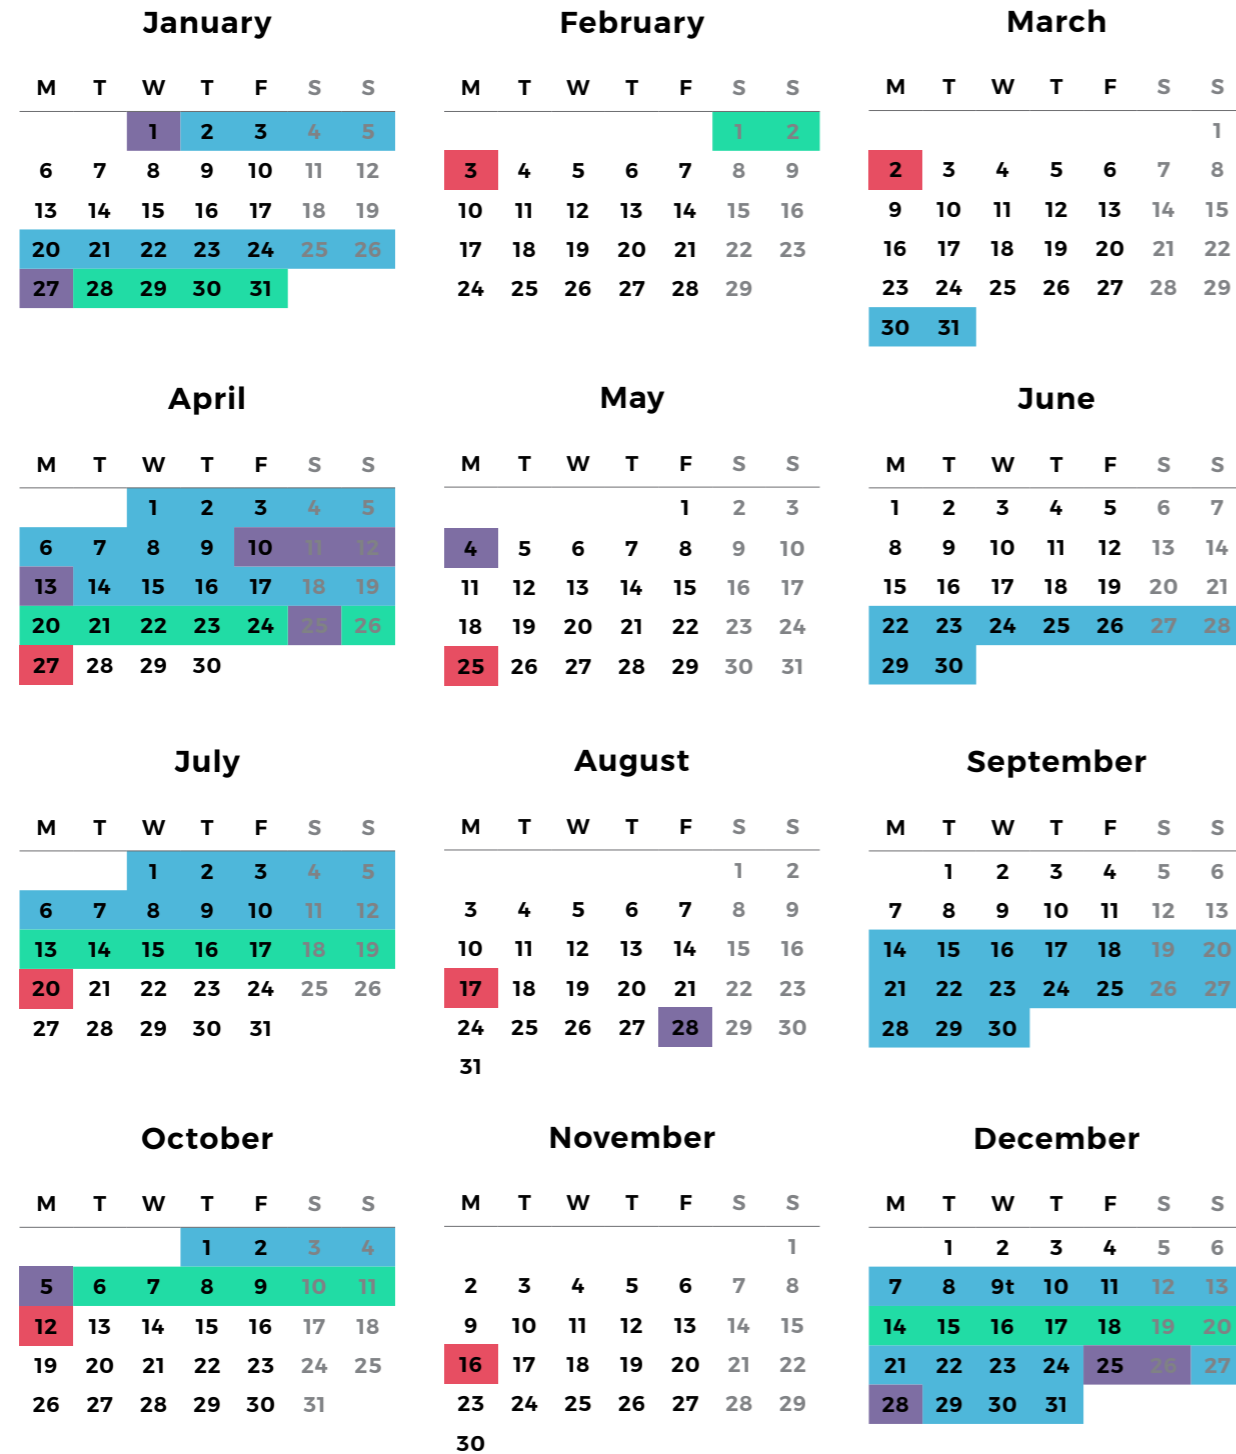 January
M T W T F S S
1 2 3 4 5
6 7 8 9 10 11 12
13 14 15 16 17 18 19
20 21 22 23 24 25 26
27 28 29 30 31
February
M T W T F S S
1 2
3 4 5 6 7 8 9
10 11 12 13 14 15 16
17 18 19 20 21 22 23
24 25 26 27 28 29
March
M T W T F S S
1
2 3 4 5 6 7 8
9 10 11 12 13 14 15
16 17 18 19 20 21 22
23 24 25 26 27 28 29
30 31
April
M T W T F S S
1 2 3 4 5
6 7 8 9 10 11 12
13 14 15 16 17 18 19
20 21 22 23 24 25 26
27 28 29 30
May
M T W T F S S
1 2 3
4 5 6 7 8 9 10
11 12 13 14 15 16 17
18 19 20 21 22 23 24
25 26 27 28 29 30 31
June
M T W T F S S
1 2 3 4 5 6 7
8 9 10 11 12 13 14
15 16 17 18 19 20 21
22 23 24 25 26 27 28
29 30
July
M T W T F S S
1 2 3 4 5
6 7 8 9 10 11 12
13 14 15 16 17 18 19
20 21 22 23 24 25 26
27 28 29 30 31
August
M T W T F S S
1 2
3 4 5 6 7 8 9
10 11 12 13 14 15 16
17 18 19 20 21 22 23
24 25 26 27 28 29 30
31
September
M T W T F S S
1 2 3 4 5 6
7 8 9 10 11 12 13
14 15 16 17 18 19 20
21 22 23 24 25 26 27
28 29 30
October
M T W T F S S
1 2 3 4
5 6 7 8 9 10 11
12 13 14 15 16 17 18
19 20 21 22 23 24 25
26 27 28 29 30 31
November
M T W T F S S
1
2 3 4 5 6 7 8
9 10 11 12 13 14 15
16 17 18 19 20 21 22
23 24 25 26 27 28 29
30
December
M T W T F S S
1 2 3 4 5 6
7 8 9t 10 11 12 13
14 15 16 17 18 19 20
21 22 23 24 25 26 27
28 29 30 31